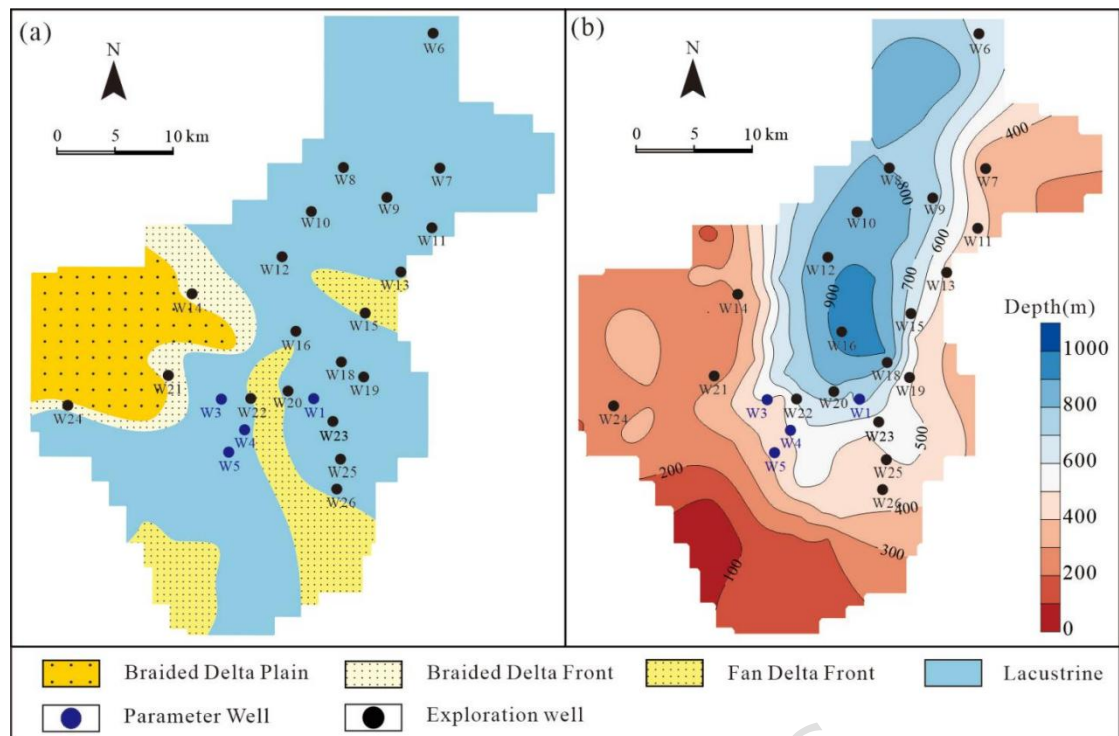 (a)
N
0 5 10 km
W6
W8
W7
W9
W10
W11
W12
W13
W14
W15
W16
W18
W19
W21
W20
W24
W3
W22
W1
W4
W23
W5
W25
W26
(b)
N
0 5 10 km
W6
400
W8
800
W7
W9
W10
W11
600
W12
W13
700
900
W14
W15
W16
W18
W19
W21
W20
W24
W3
W22
W1
W4
W23
500
W5
W25
200
W26
400
300
100
Depth(m)
1000
800
600
400
200
0
Braided Delta Plain
Braided Delta Front
Fan Delta Front
Lacustrine
Parameter Well
Exploration well